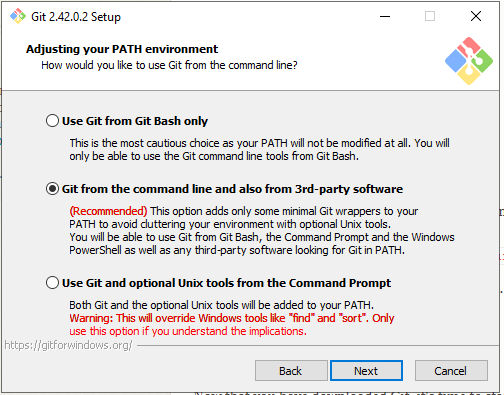 Git 2.42.0.2 Setup
Adjusting your PATH environment
How would you like to use Git from the command line?
Use Git from Git Bash only
This is the most cautious choice as your PATH will not be modified at all. You will
only be able to use the Git command line tools from Git Bash.
Git from the command line and also from 3rd-party software
(Recommended) This option adds only some minimal Git wrappers to your
PATH to avoid cluttering your environment with optional Unix tools.
You will be able to use Git from Git Bash, the Command Prompt and the Windows
PowerShell as well as any third-party software looking for Git in PATH.
Use Git and optional Unix tools from the Command Prompt
Both Git and the optional Unix tools will be added to your PATH.
Warning: This will override Windows tools like "find" and "sort". Only
use this option if you understand the implications.
https://gitforwindows.org/
Back
Next
Cancel